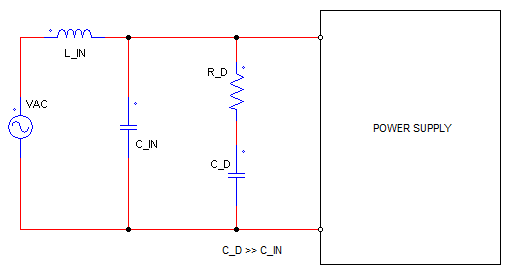 L_IN
R_D
VAC
POWER SUPPLY
C_IN
C_D
C_D >> C_IN